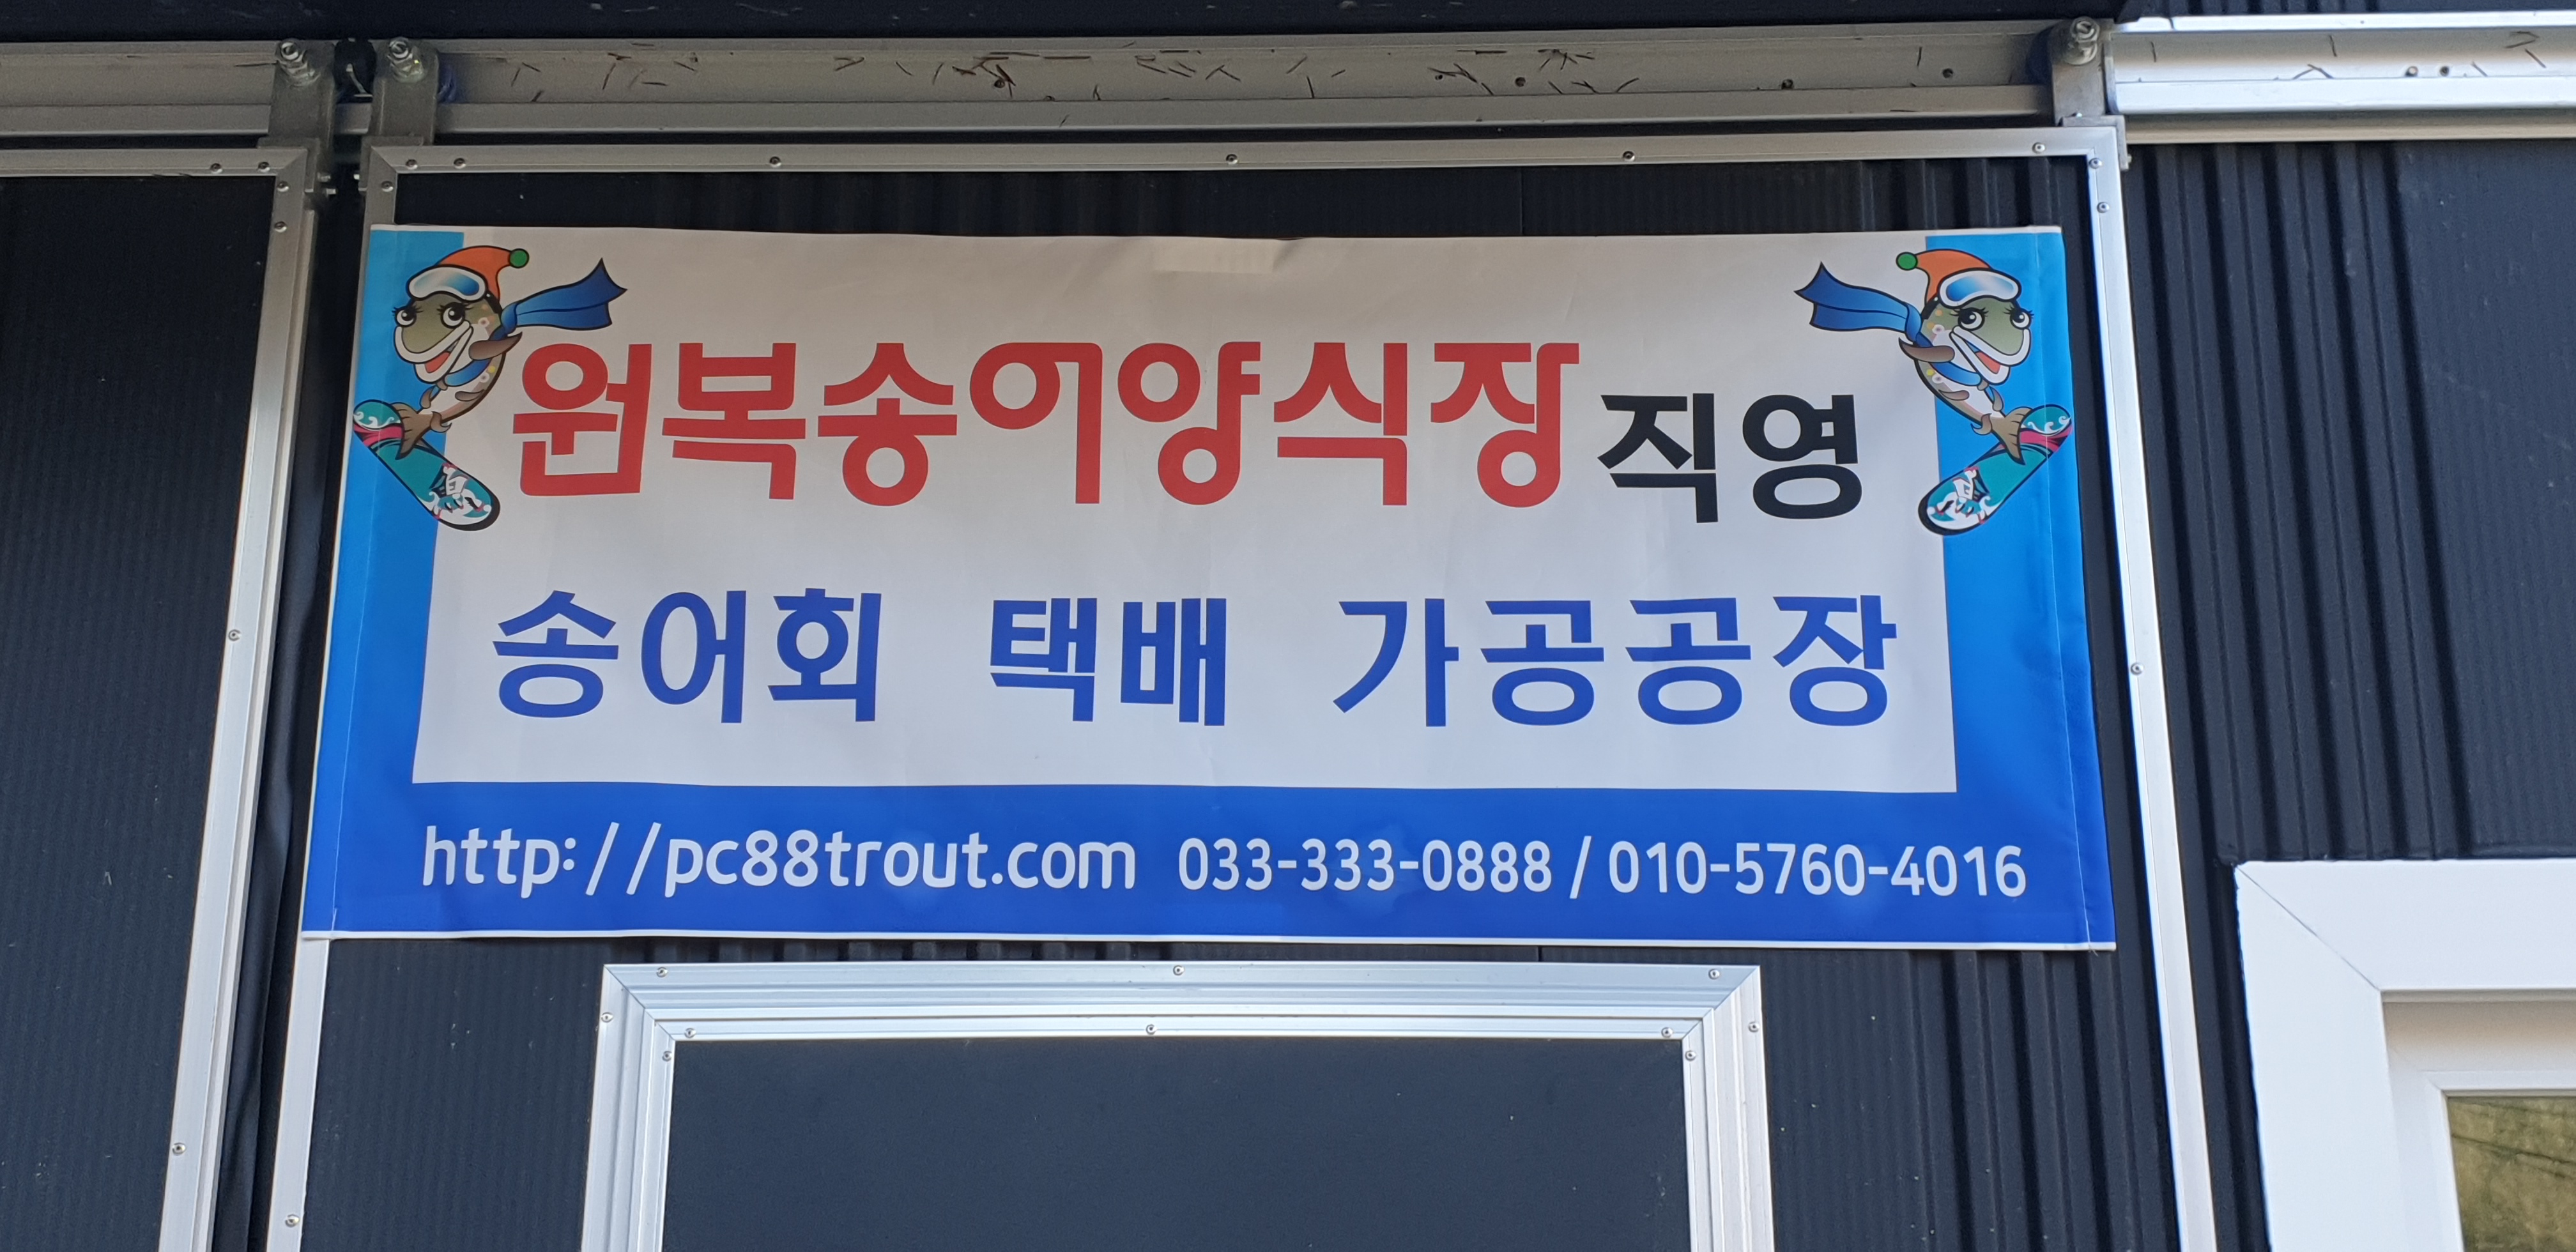 원복송어양식장 직영
송어회 택배 가공공장
http://pc88trout.com 033-333-0888 / 010-5760-4016